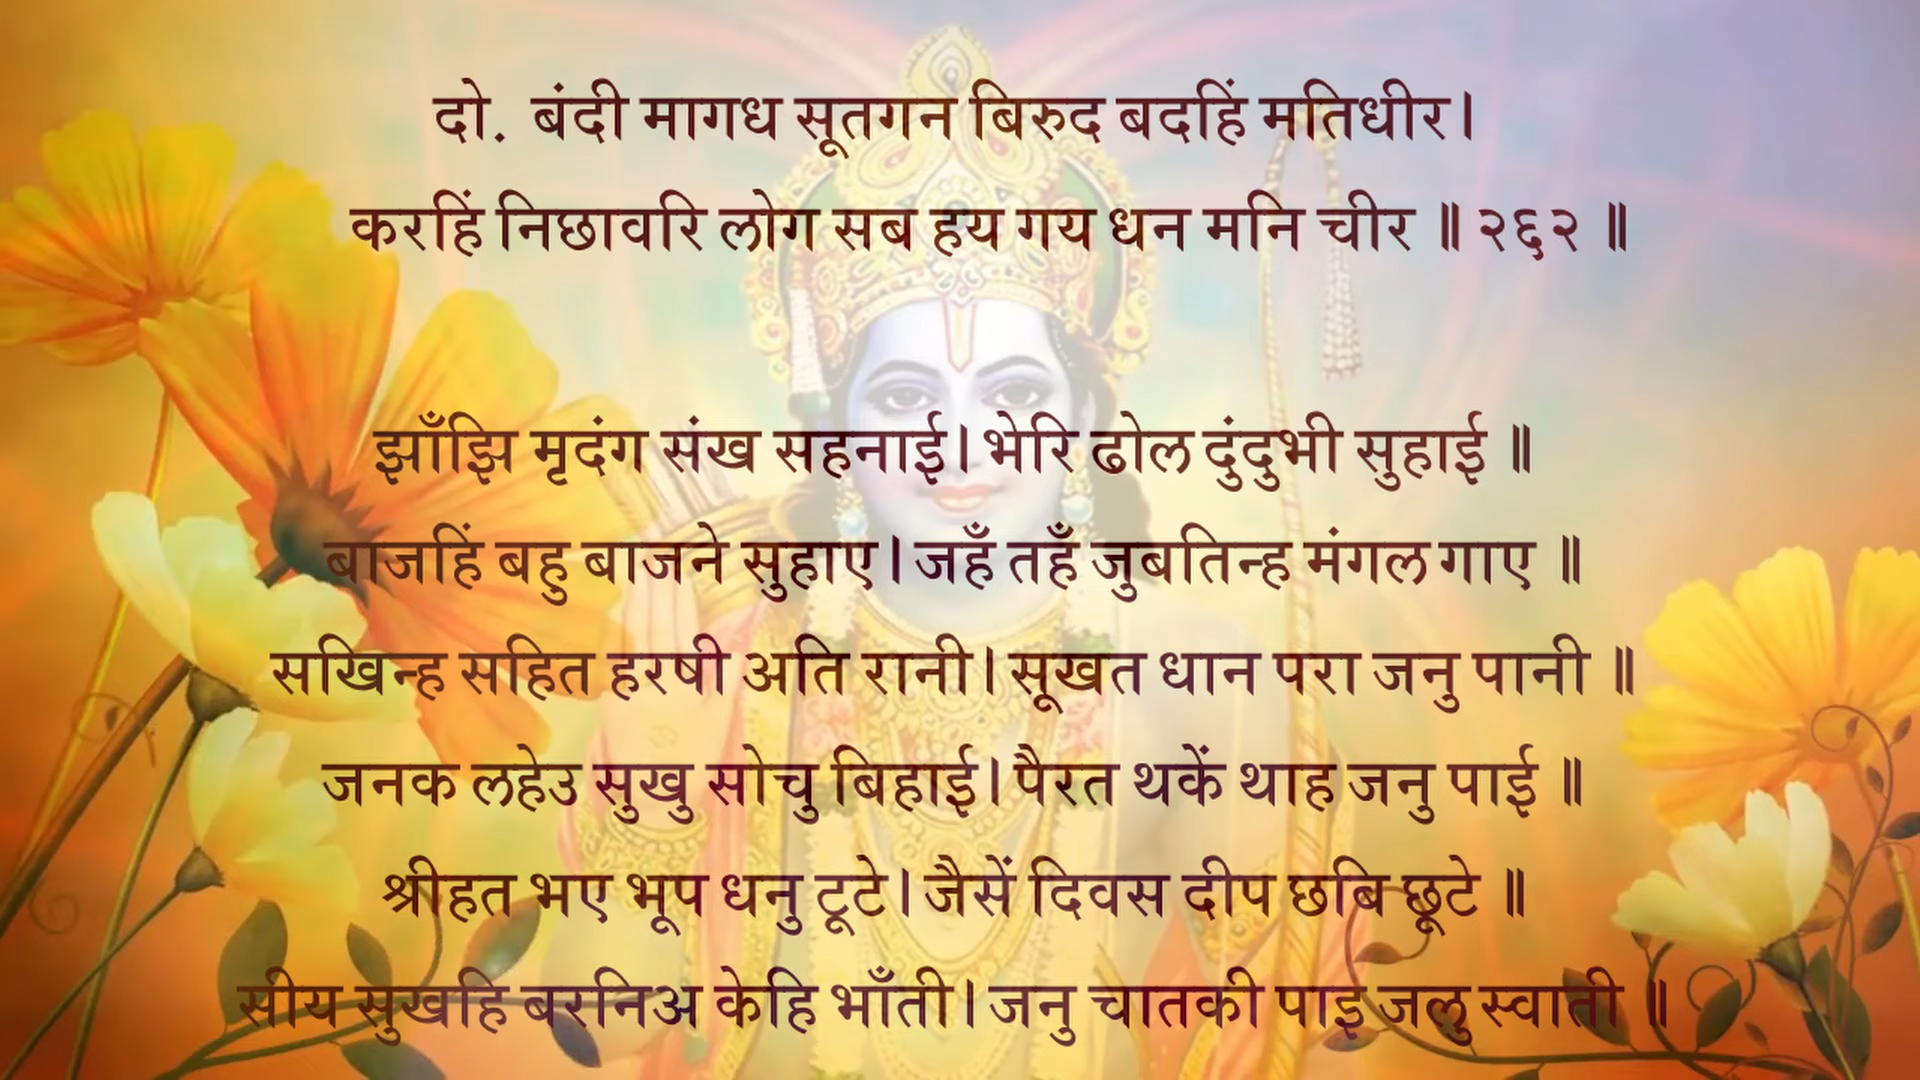 दो. बंदी मागध सूतगन बिरुद बदहिं मतिधीर।
करहिं निछावरि लोग सब हय गय धन मनि चीर ॥ २६२ ॥
झाँझि मृदंग संख सहनाई। भेरि ढोल दुंदुभी सुहाई ॥
बाजहिं बहु बाजने सुहाए। जहँ तहँ जुबतिन्ह मंगल गाए ॥
सखिन्ह सहित हरषी अति रानी। सूखत धान परा जनु पानी ॥
जनक लहेउ सुखु सोचु बिहाई। पैरत थकें थाह जनु पाई ॥
श्रीहत भए भूप धनु टूटे। जैसें दिवस दीप छबि छूटे ॥
सीय सुखहि बरनिअ केहि भाँती। जनु चातकी पाइ जलु स्वाती ॥